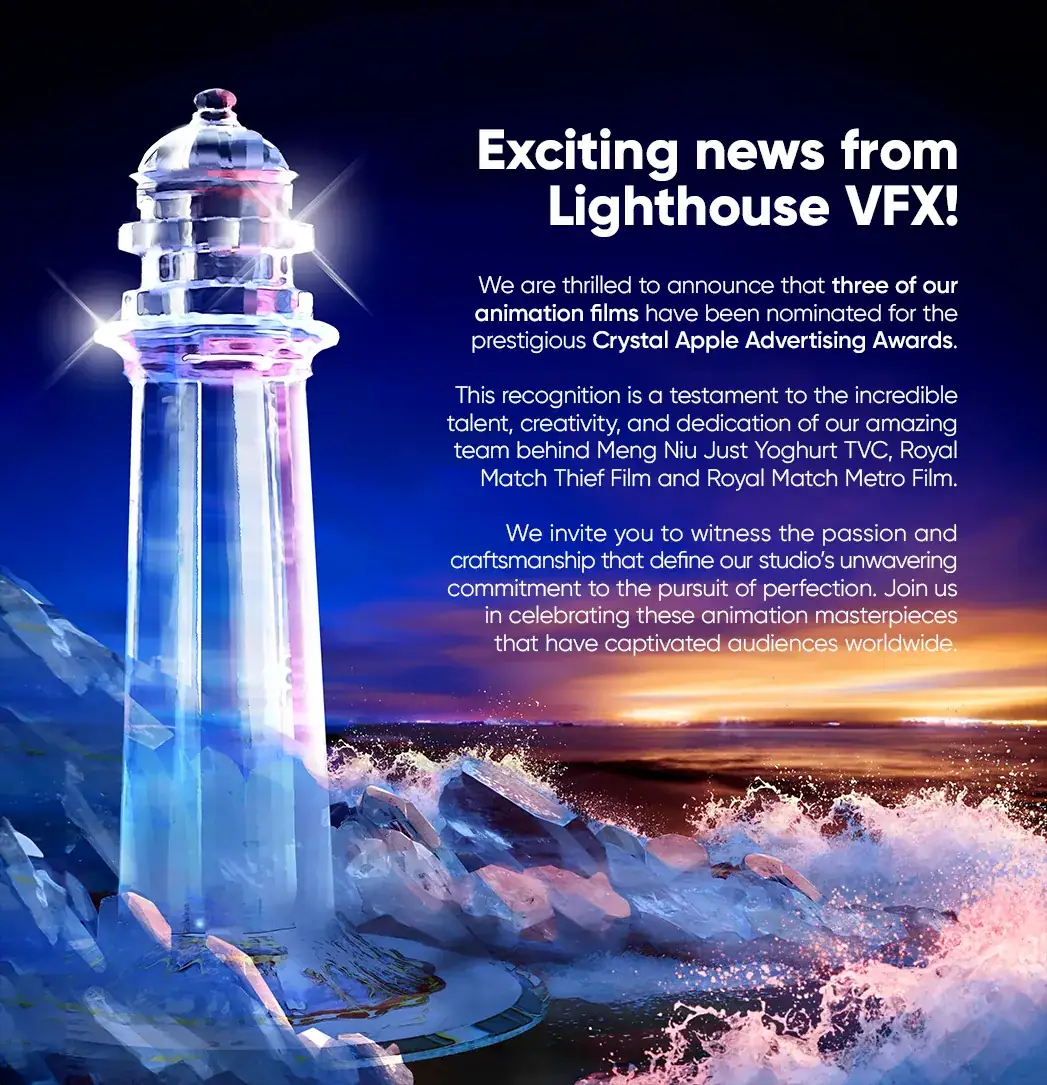 Exciting news from
Lighthouse VFX!
We are thrilled to announce that three of our
animation films have been nominated for the
prestigious Crystal Apple Advertising Awards.
This recognition is a testament to the incredible
talent, creativity, and dedication of our amazing
team behind Meng Niu Just Yoghurt TVC, Royal
Match Thief Film and Royal Match Metro Film.
We invite you to witness the passion and
craftsmanship that define our studio’s unwavering
commitment to the pursuit of perfection. Join us
in celebrating these animation masterpieces
that have captivated audiences worldwide.